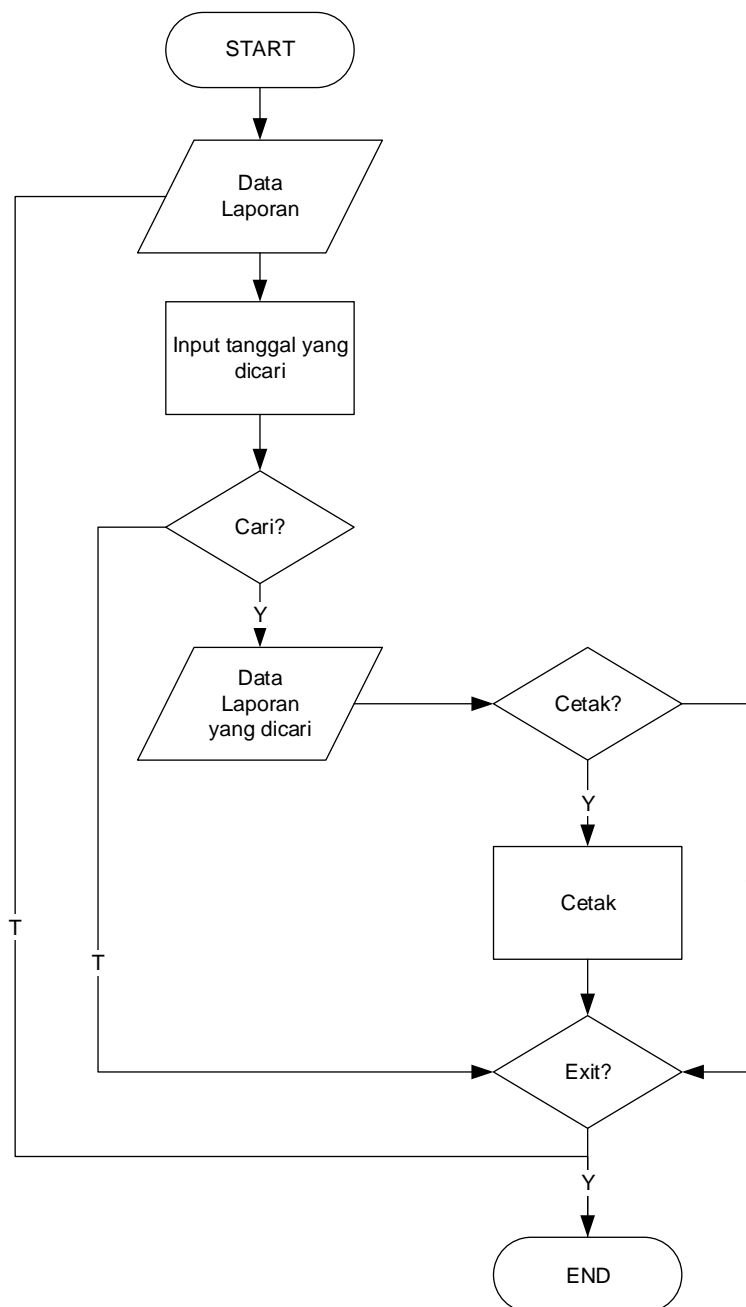 START
Data
Laporan
Input tanggal yang
dicari
Cari?
Y
Data
Laporan
yang dicari
Cetak?
Y
Cetak
T
T
Exit?
Y
END